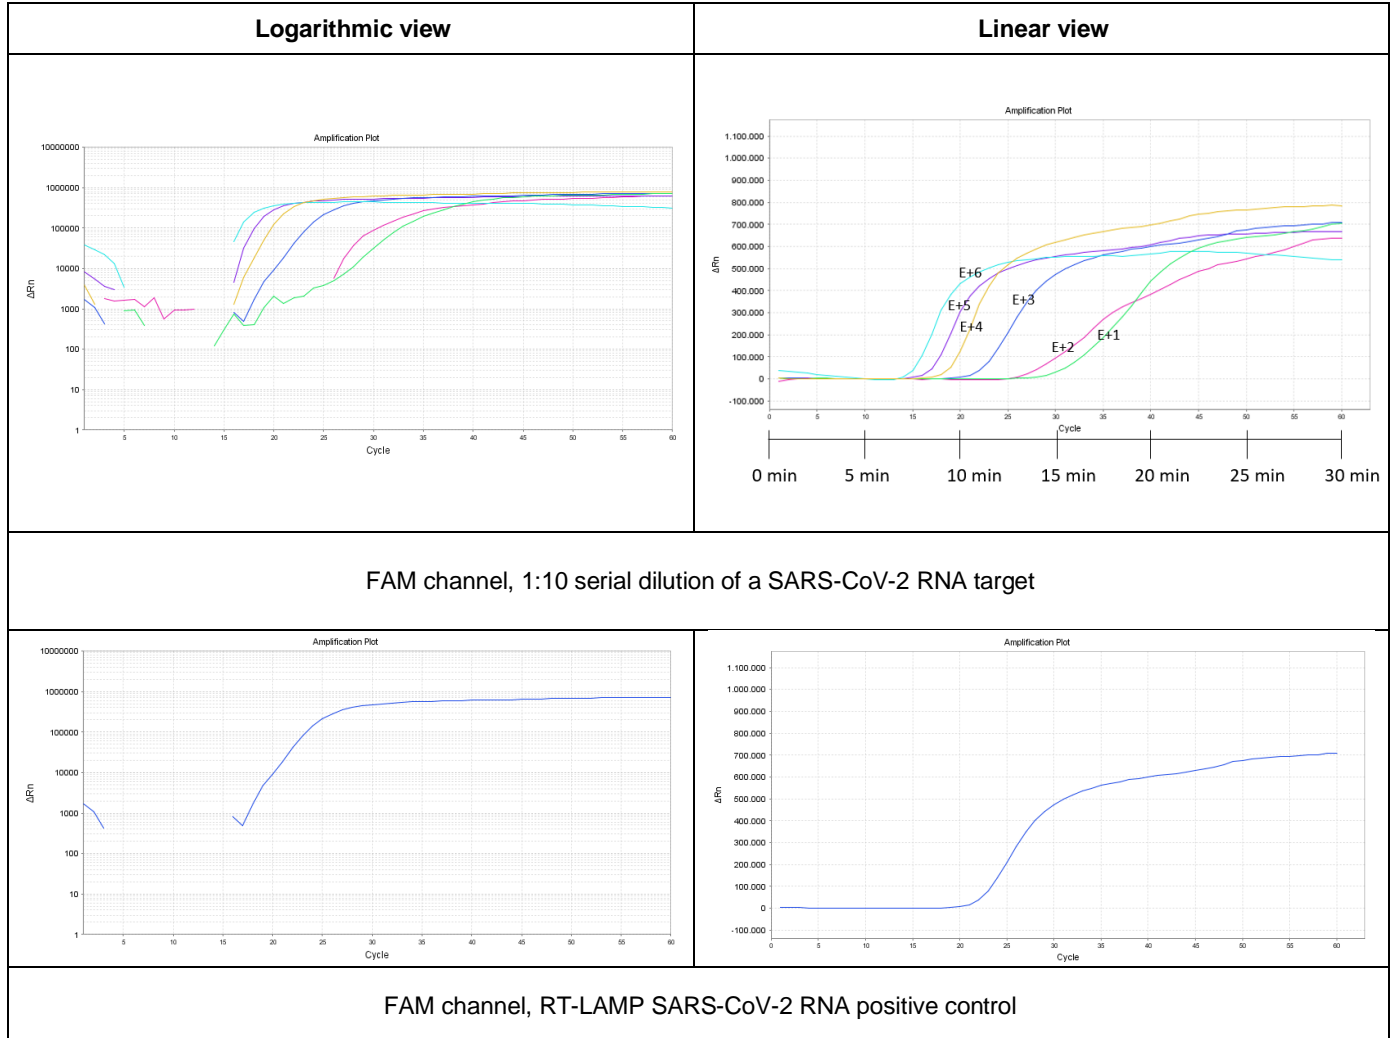 Logarithmic view
Linear view
Amplification Plot
10000000
1000000
100000
10000
1000
100
10
1
ΔRn
5 10 15 20 25 30 35 40 45 50 55 60
Cycle
Amplification Plot
1.100.000
1.000.000
900.000
800.000
700.000
600.000
500.000
400.000
300.000
200.000
100.000
0
-100.000
ΔRn
E+6
E+5
E+3
E+4
E+2
E+1
0 5 10 15 20 25 30 35 40 45 50 55 60
Cycle
0 min 5 min 10 min 15 min 20 min 25 min 30 min
FAM channel, 1:10 serial dilution of a SARS-CoV-2 RNA target
Amplification Plot
10000000
1000000
100000
10000
1000
100
10
1
ΔRn
5 10 15 20 25 30 35 40 45 50 55 60
Cycle
Amplification Plot
1.100.000
1.000.000
900.000
800.000
700.000
600.000
500.000
400.000
300.000
200.000
100.000
0
-100.000
ΔRn
0 5 10 15 20 25 30 35 40 45 50 55 60
Cycle
FAM channel, RT-LAMP SARS-CoV-2 RNA positive control